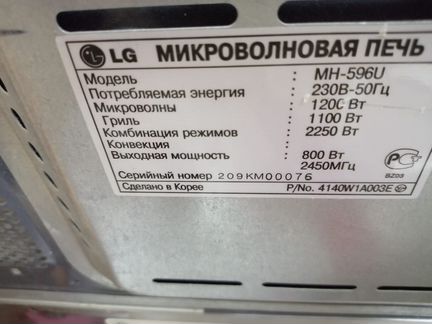 LG МИКРОВОЛНОВАЯ ПЕЧЬ
Модель : MH-596U
Потребляемая энергия : 230В-50Гц
Микроволны : 1200 Вт
Гриль : 1100 Вт
Комбинация режимов : 2250 Вт
Конвекция :
Выходная мощность : 800 Вт
2450МГц
Серийный номер 209KM00076
BZ03
Сделано в Корее P/No. 4140W1A003E